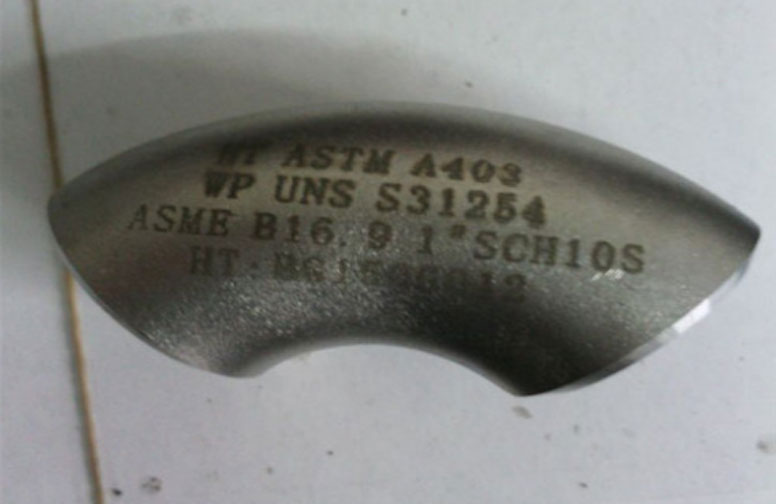 ASTM A403
WP UNS S31254
ASME B16.9 1" SCH10S
HT: